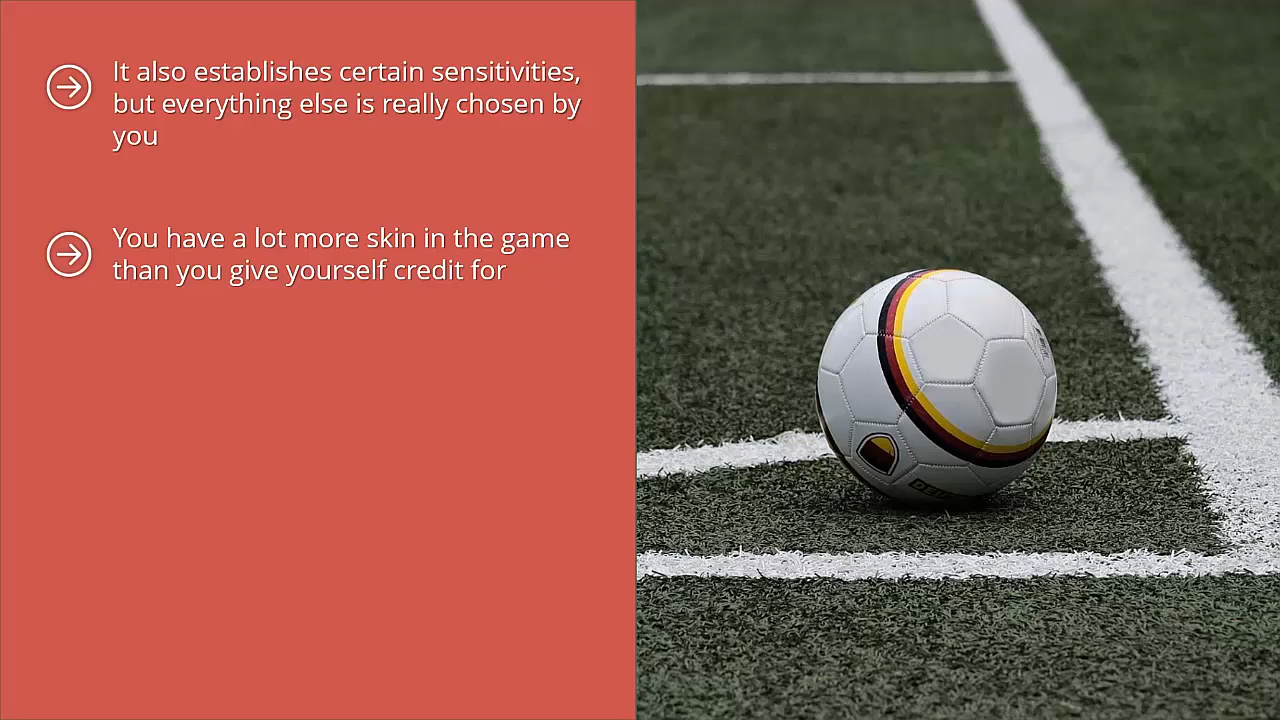 It also establishes certain sensitivities,
but everything else is really chosen by
you
You have a lot more skin in the game
than you give yourself credit for